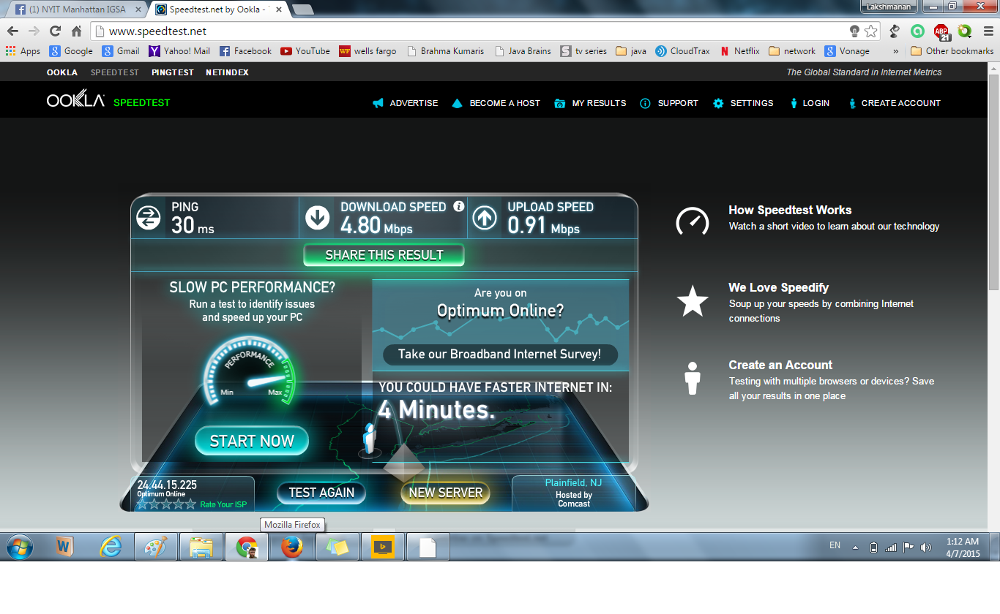 (1) NYIT Manhattan IGSA
Speedtest.net by Ookla -
Lakshmanan
www.speedtest.net
ABP
21
Apps
Google
Gmail
Yahoo! Mail
Facebook
YouTube
WF wells fargo
Brahma Kumaris
Java Brains
S tv series
java
CloudTrax
N Netflix
network
Vonage
»
Other bookmarks
OOKLA SPEEDTEST PINGTEST NETINDEX
The Global Standard in Internet Metrics
OOKLA SPEEDTEST
ADVERTISE
BECOME A HOST
MY RESULTS
SUPPORT
SETTINGS
LOGIN
CREATE ACCOUNT
PING
30 ms
DOWNLOAD SPEED
4.80 Mbps
UPLOAD SPEED
0.91 Mbps
SHARE THIS RESULT
SLOW PC PERFORMANCE?
Run a test to identify issues
and speed up your PC
PERFORMANCE
Min
Max
START NOW
Are you on
Optimum Online?
Take our Broadband Internet Survey!
YOU COULD HAVE FASTER INTERNET IN:
4 Minutes.
24.44.15.225
Optimum Online
Rate Your ISP
TEST AGAIN
NEW SERVER
Plainfield, NJ
Hosted by
Comcast
How Speedtest Works
Watch a short video to learn about our technology
We Love Speedify
Soup up your speeds by combining Internet
connections
Create an Account
Testing with multiple browsers or devices? Save
all your results in one place
Mozilla Firefox
EN
1:12 AM
4/7/2015